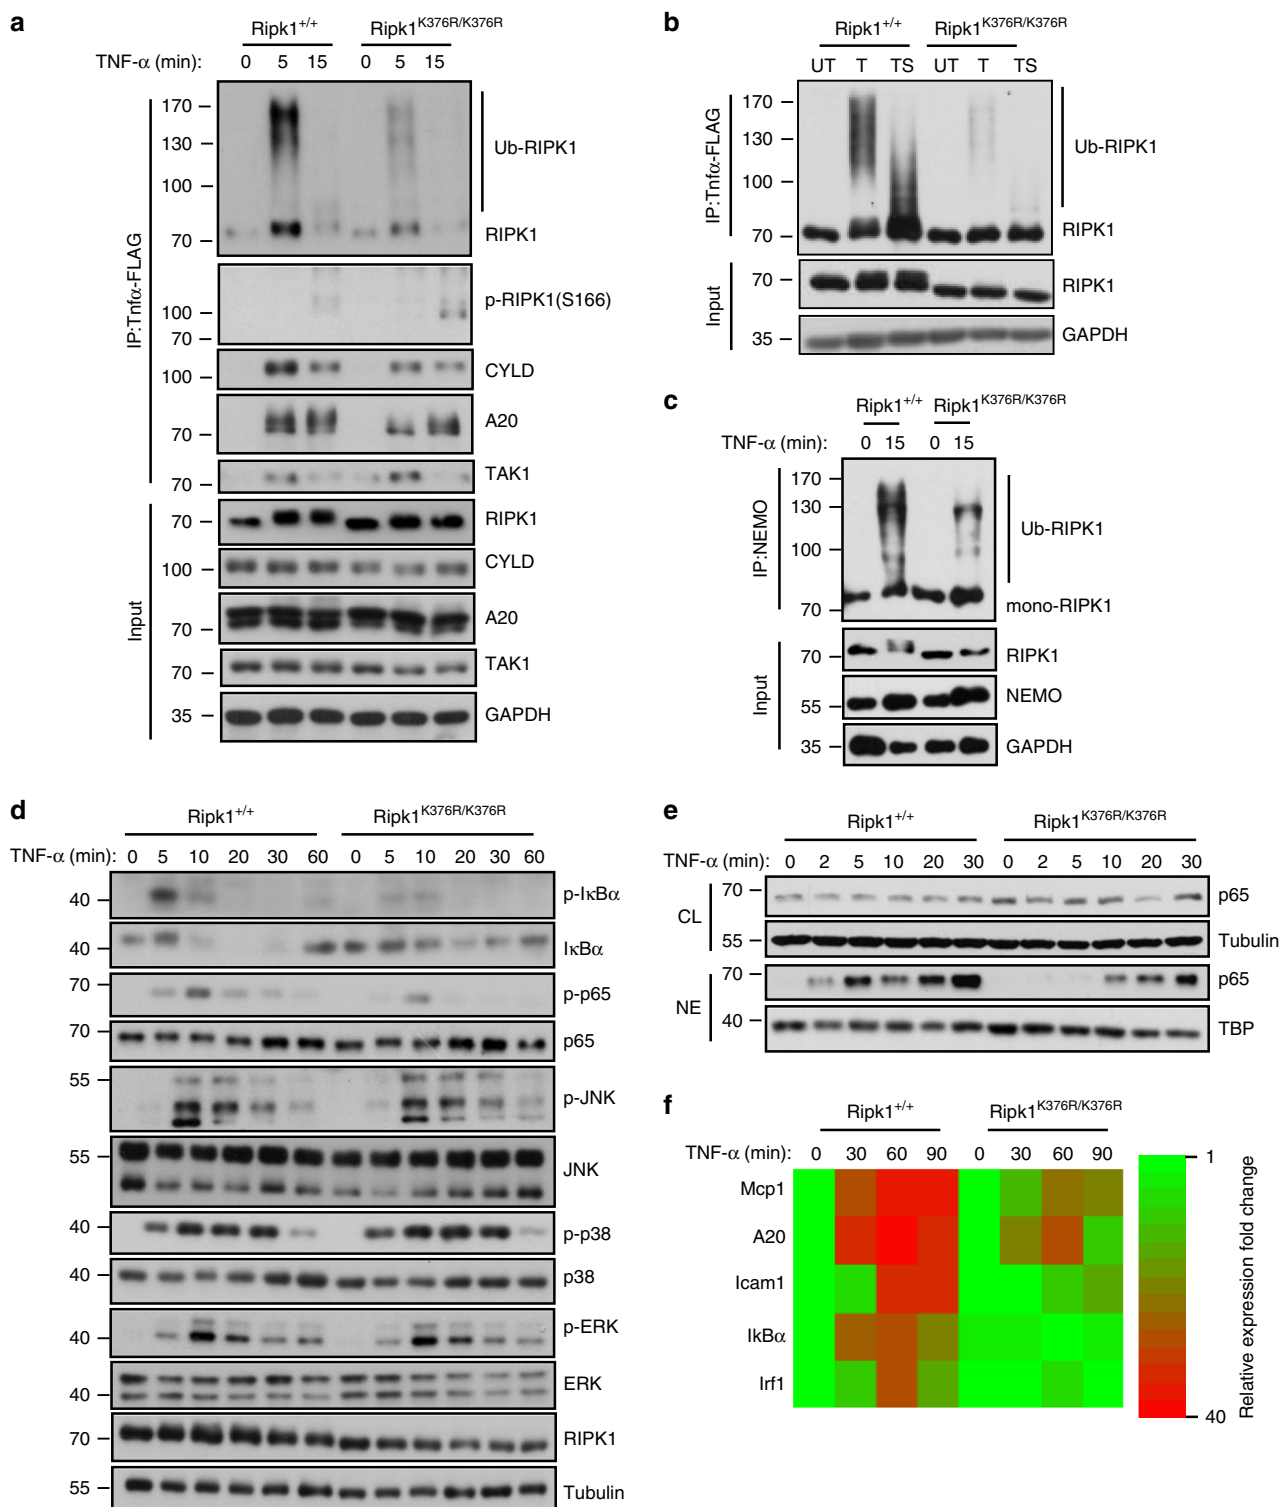 a
Ripk1+/+ Ripk1K376R/K376R
TNF-α (min): 0 5 15 0 5 15
IP:Tnfα-FLAG
170
130
100
70
Ub-RIPK1
RIPK1
100
70
p-RIPK1(S166)
100
CYLD
70
A20
70
TAK1
Input
70
RIPK1
100
CYLD
70
A20
70
TAK1
35
GAPDH
b
Ripk1+/+ Ripk1K376R/K376R
UT T TS UT T TS
IP:Tnfα-FLAG
170
130
100
70
Ub-RIPK1
RIPK1
Input
70
RIPK1
35
GAPDH
c
Ripk1+/+ Ripk1K376R/K376R
TNF-α (min): 0 15 0 15
IP:NEMO
170
130
100
70
Ub-RIPK1
mono-RIPK1
Input
70
RIPK1
55
NEMO
35
GAPDH
d
Ripk1+/+ Ripk1K376R/K376R
TNF-α (min): 0 5 10 20 30 60 0 5 10 20 30 60
40
p-IκBα
40
IκBα
70
p-p65
70
p65
55
p-JNK
55
JNK
40
p-p38
40
p38
40
p-ERK
40
ERK
70
RIPK1
55
Tubulin
e
Ripk1+/+ Ripk1K376R/K376R
TNF-α (min): 0 2 5 10 20 30 0 2 5 10 20 30
CL
70
p65
55
Tubulin
NE
70
p65
40
TBP
f
Ripk1+/+ Ripk1K376R/K376R
TNF-α (min): 0 30 60 90 0 30 60 90
Mcp1
A20
Icam1
IkBα
Irf1
1
40
Relative expression fold change